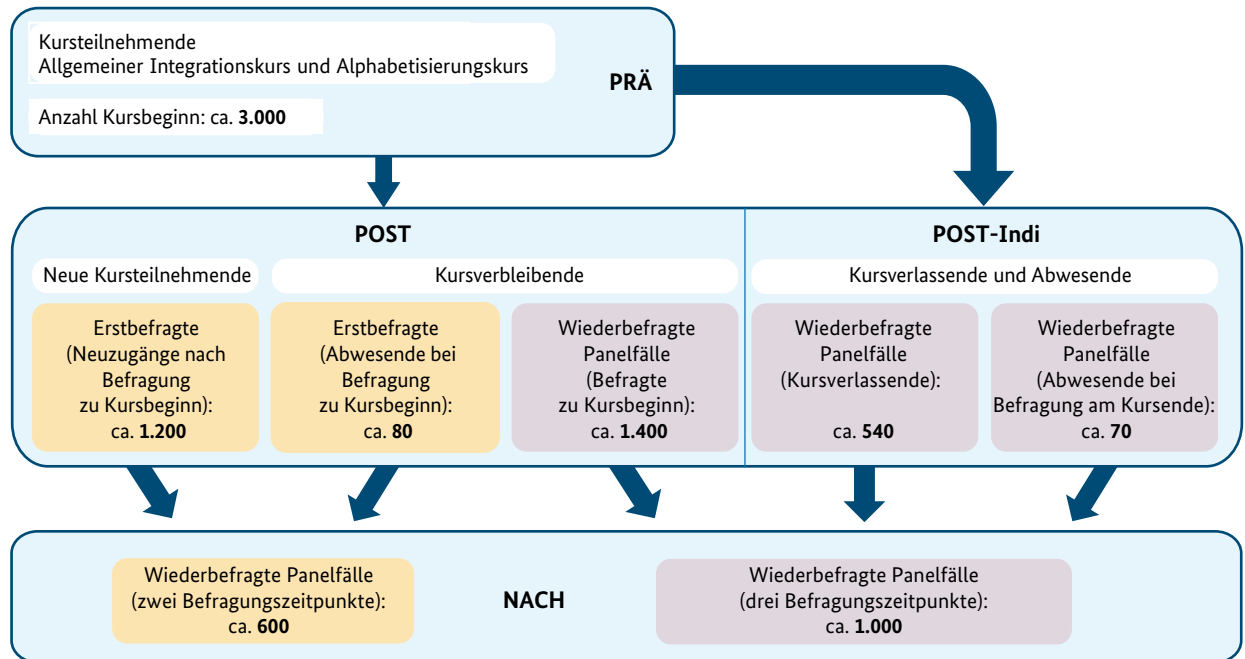 Kursteilnehmende
Allgemeiner Integrationskurs und Alphabetisierungskurs
PRÄ
Anzahl Kursbeginn: ca. 3.000
POST
POST-Indi
Neue Kursteilnehmende
Kursverbleibende
Kursverlassende und Abwesende
Erstbefragte
(Neuzugänge nach
Befragung
zu Kursbeginn):
ca. 1.200
Erstbefragte
(Abwesende bei
Befragung
zu Kursbeginn):
ca. 80
Wiederbefragte
Panelfälle
(Befragte
zu Kursbeginn):
ca. 1.400
Wiederbefragte
Panelfälle
(Kursverlassende):
ca. 540
Wiederbefragte
Panelfälle
(Abwesende bei
Befragung am Kursende):
ca. 70
Wiederbefragte Panelfälle
(zwei Befragungszeitpunkte):
ca. 600
NACH
Wiederbefragte Panelfälle
(drei Befragungszeitpunkte):
ca. 1.000